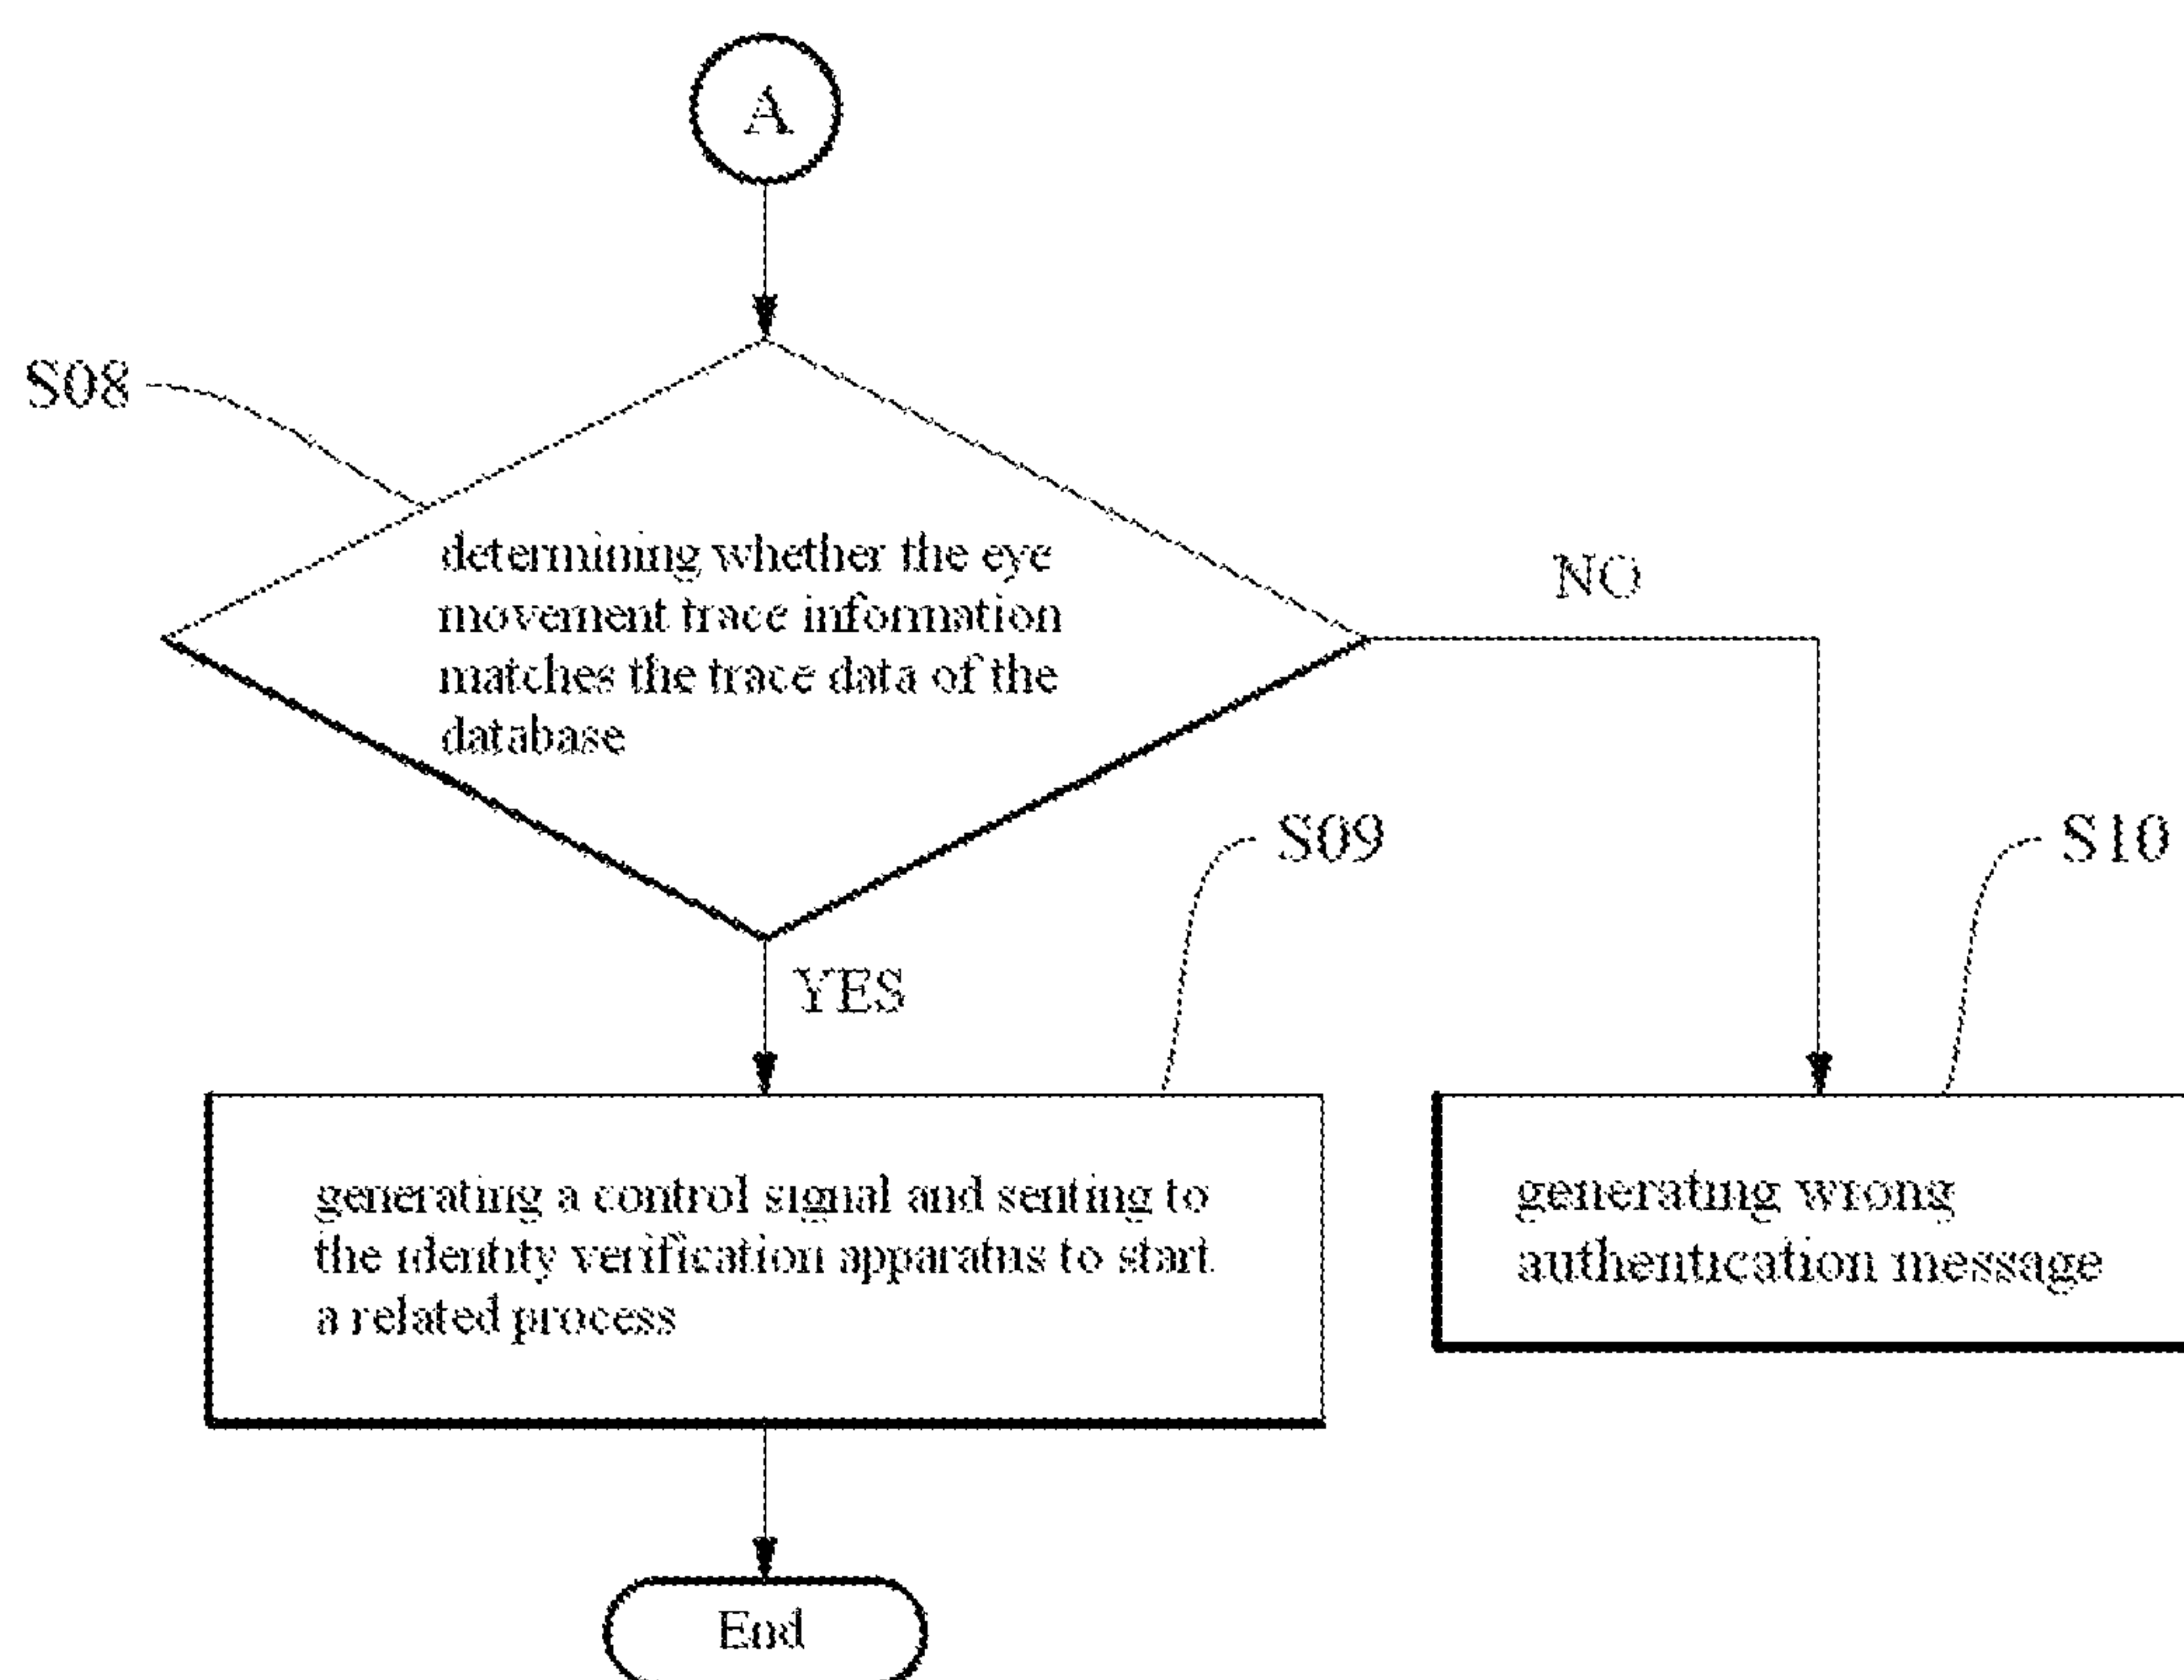 A
S08
determining whether the eye
movement trace information
matches the trace data of the
database
NO
YES
S09
S10
generating a control signal and senting to
the identity verification apparatus to start
a related process
generating wrong
authentication message
End